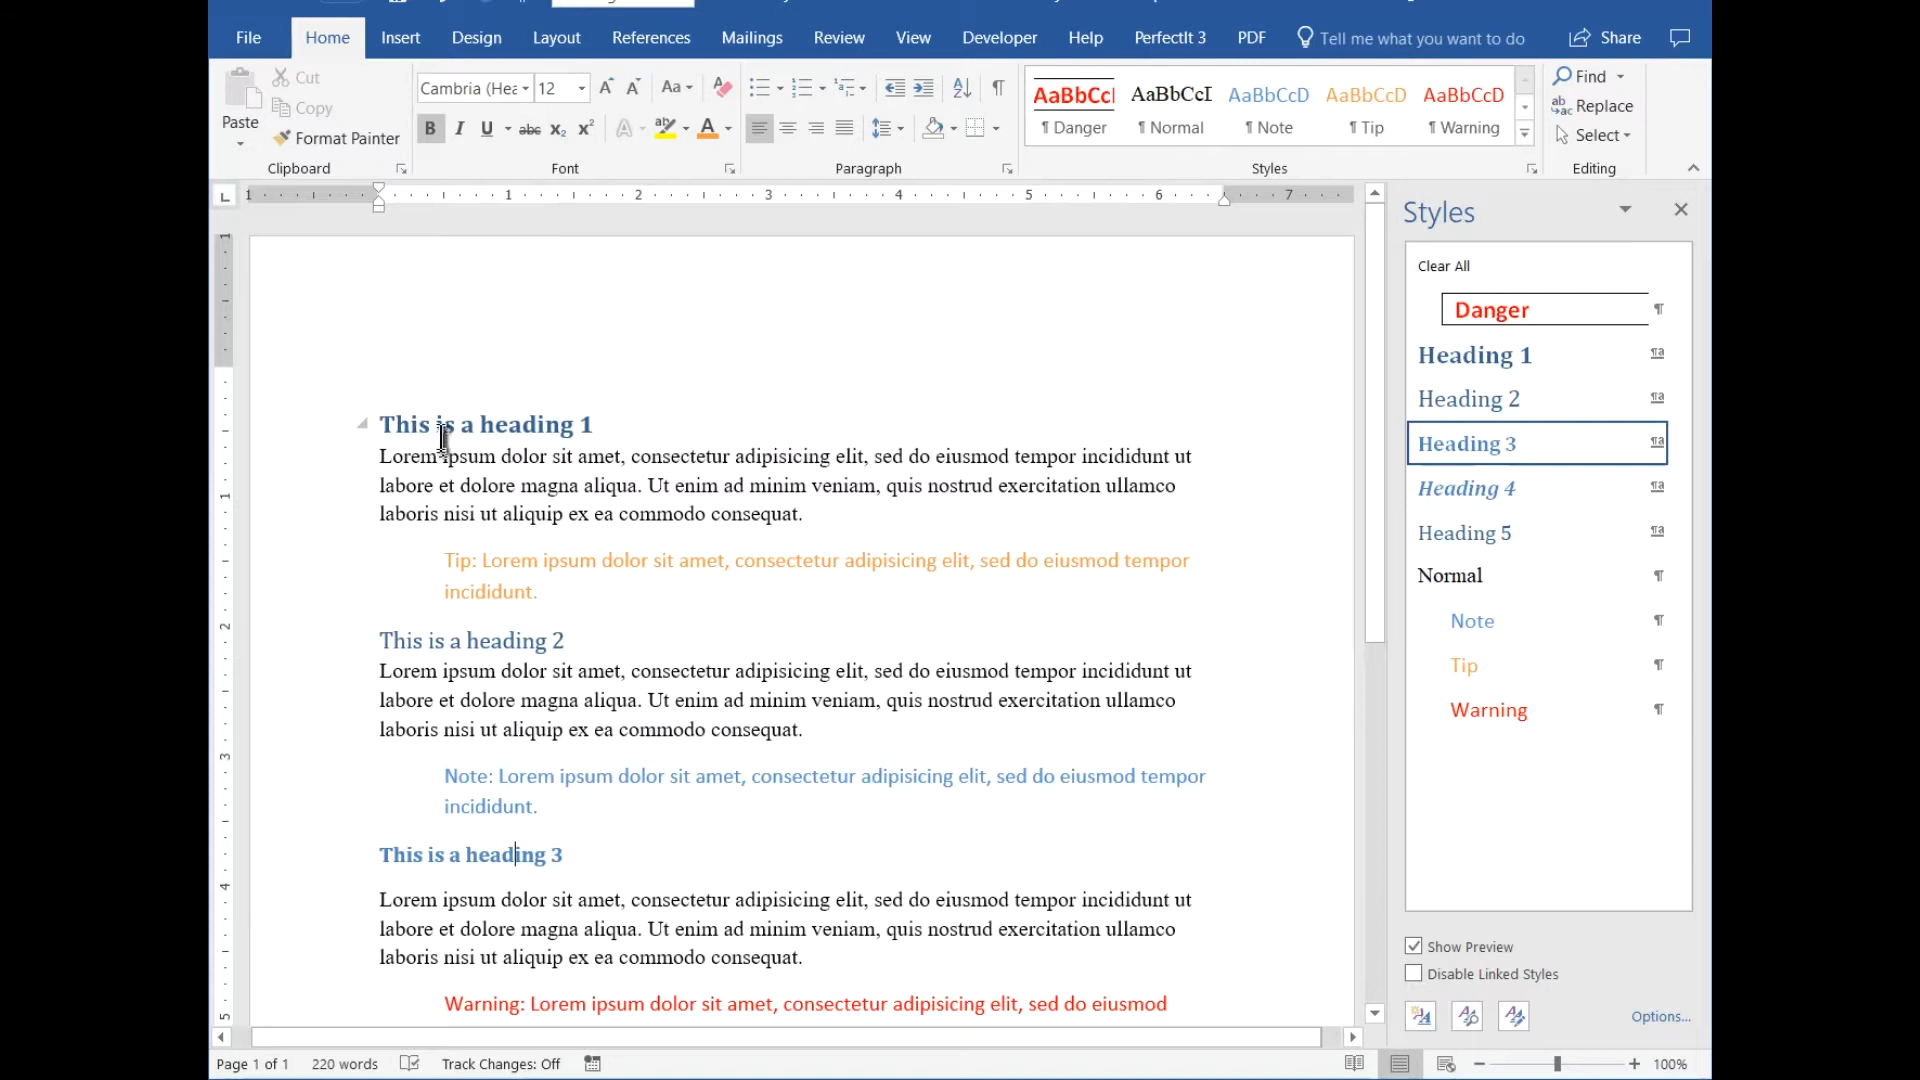 File Home Insert Design Layout References Mailings Review View Developer Help PerfectIt 3 PDF Tell me what you want to do Share
Paste Cut Copy Format Painter
Cambria (Hea 12
AaBbCcI AaBbCcI AaBbCcD AaBbCcD AaBbCcD
¶ Danger ¶ Normal ¶ Note ¶ Tip ¶ Warning
Find
Replace
Select
Clipboard Font Paragraph Styles Editing
1 1 2 3 4 5 6 7
This is a heading 1
Lorem ipsum dolor sit amet, consectetur adipisicing elit, sed do eiusmod tempor incididunt ut
labore et dolore magna aliqua. Ut enim ad minim veniam, quis nostrud exercitation ullamco
laboris nisi ut aliquip ex ea commodo consequat.
Tip: Lorem ipsum dolor sit amet, consectetur adipisicing elit, sed do eiusmod tempor
incididunt.
This is a heading 2
Lorem ipsum dolor sit amet, consectetur adipisicing elit, sed do eiusmod tempor incididunt ut
labore et dolore magna aliqua. Ut enim ad minim veniam, quis nostrud exercitation ullamco
laboris nisi ut aliquip ex ea commodo consequat.
Note: Lorem ipsum dolor sit amet, consectetur adipisicing elit, sed do eiusmod tempor
incididunt.
This is a heading 3
Lorem ipsum dolor sit amet, consectetur adipisicing elit, sed do eiusmod tempor incididunt ut
labore et dolore magna aliqua. Ut enim ad minim veniam, quis nostrud exercitation ullamco
laboris nisi ut aliquip ex ea commodo consequat.
Warning: Lorem ipsum dolor sit amet, consectetur adipisicing elit, sed do eiusmod
Styles
Clear All
Danger
Heading 1
Heading 2
Heading 3
Heading 4
Heading 5
Normal
Note
Tip
Warning
Show Preview
Disable Linked Styles
Options...
Page 1 of 1 220 words Track Changes: Off 100%